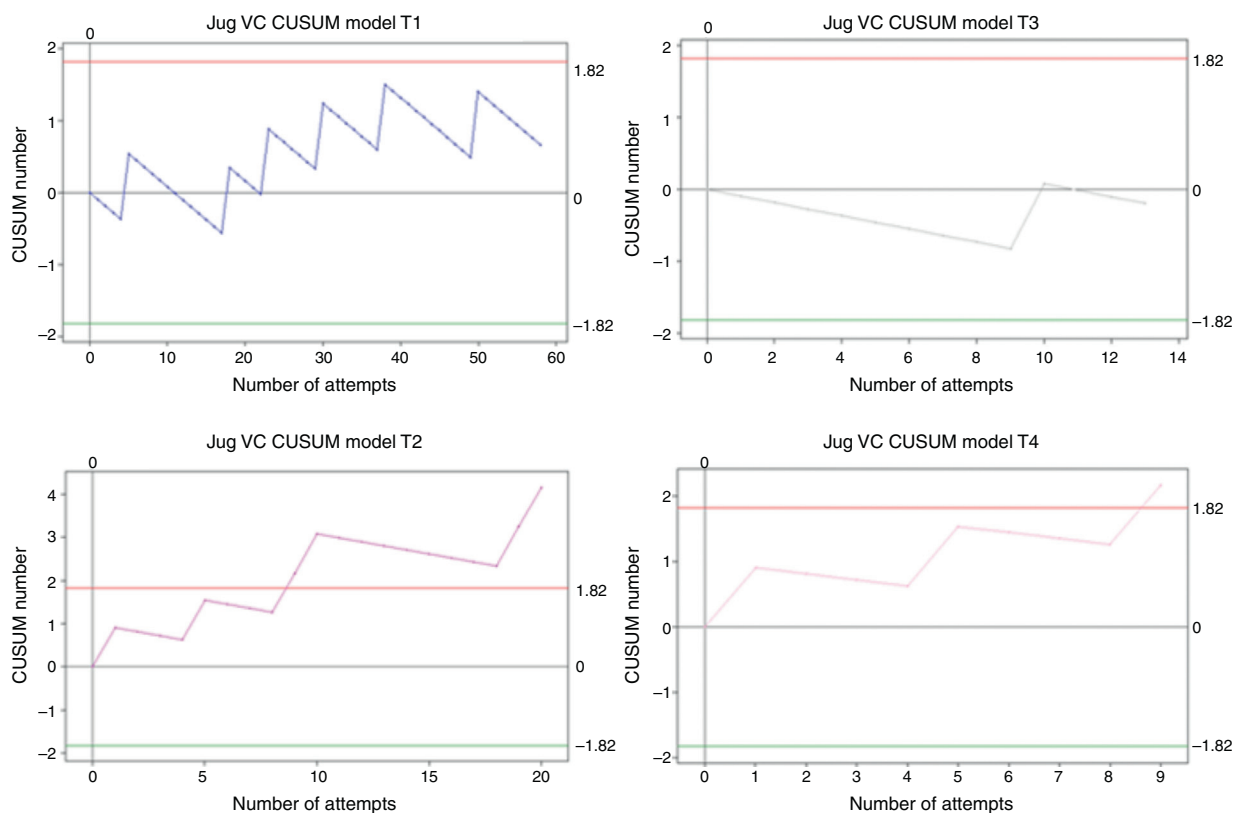 Jug VC CUSUM model T1
0
2
1
0
−1
−2
1.82
0
−1.82
0 10 20 30 40 50 60
CUSUM number
Number of attempts
Jug VC CUSUM model T3
0
2
1
0
−1
−2
1.82
0
−1.82
0 2 4 6 8 10 12 14
CUSUM number
Number of attempts
Jug VC CUSUM model T2
0
4
3
2
1
0
−1
−2
1.82
0
−1.82
0 5 10 15 20
CUSUM number
Number of attempts
Jug VC CUSUM model T4
0
2
1
0
−1
−2
1.82
0
−1.82
0 1 2 3 4 5 6 7 8 9
CUSUM number
Number of attempts